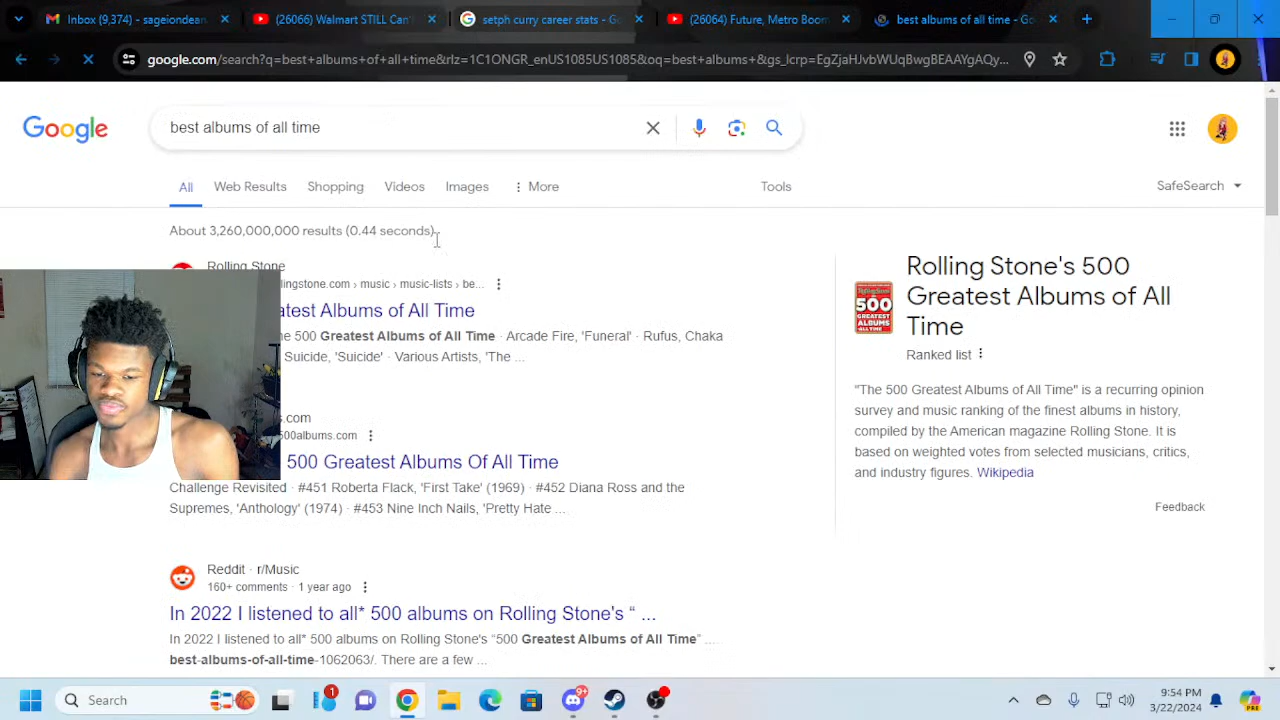 Inbox (9,374) - sageiondean
(26066) Walmart STILL Can'
setph curry career stats - Go
(26064) Future, Metro Boom
best albums of all time - Go
google.com/search?q=best+albums+of+all+time&rlz=1C1ONGR_enUS1085US1085&oq=best+albums+&gs_lcrp=EgZjaHJvbWUqBwgBEAAYgAQy...
Google
best albums of all time
All
Web Results
Shopping
Videos
Images
More
Tools
SafeSearch
About 3,260,000,000 results (0.44 seconds)
Rolling Stone
lingstone.com › music › music-lists › be...
atest Albums of All Time
he 500 Greatest Albums of All Time · Arcade Fire, 'Funeral' · Rufus, Chaka
Suicide, 'Suicide' · Various Artists, 'The ...
s.com
500albums.com
500 Greatest Albums Of All Time
Challenge Revisited · #451 Roberta Flack, 'First Take' (1969) · #452 Diana Ross and the
Supremes, 'Anthology' (1974) · #453 Nine Inch Nails, 'Pretty Hate ...
Reddit · r/Music
160+ comments · 1 year ago
In 2022 I listened to all* 500 albums on Rolling Stone's “ ...
In 2022 I listened to all* 500 albums on Rolling Stone's “500 Greatest Albums of All Time” ....
best-albums-of-all-time-1062063/. There are a few ...
Rolling Stone's 500
Greatest Albums of All
Time
500
Ranked list
"The 500 Greatest Albums of All Time" is a recurring opinion
survey and music ranking of the finest albums in history,
compiled by the American magazine Rolling Stone. It is
based on weighted votes from selected musicians, critics,
and industry figures. Wikipedia
Feedback
Search
1
9+
9:54 PM
3/22/2024
PRE